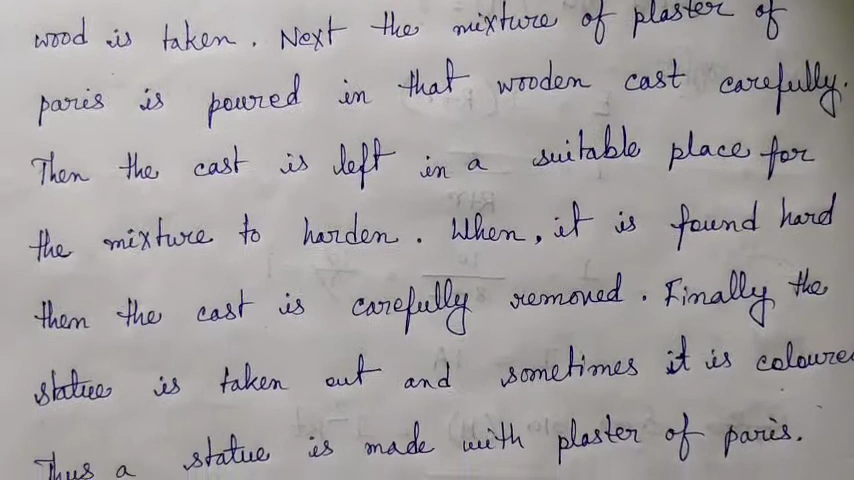 wood is taken. Next the mixture of plaster of
paris is poured in that wooden cast carefully.
Then the cast is left in a suitable place for
the mixture to harden. When, it is found hard
then the cast is carefully removed. Finally the
statue is taken out and sometimes it is coloured
Thus a statue is made with plaster of paris.